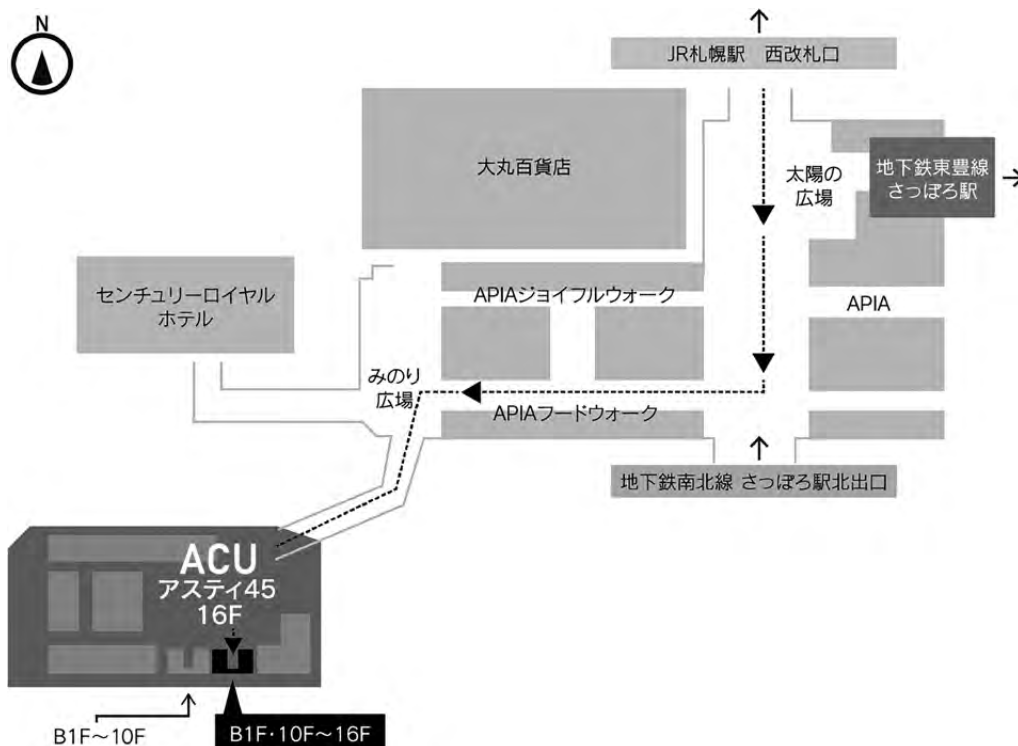 N
JR札幌駅 西改札口
大丸百貨店
太陽の
広場
地下鉄東豊線
さっぽろ駅
センチュリーロイヤル
ホテル
APIAジョイフルウォーク
APIA
みのり
広場
APIAフードウォーク
地下鉄南北線 さっぽろ駅北出口
ACU
アスティ45
16F
B1F〜10F
B1F・10F〜16F